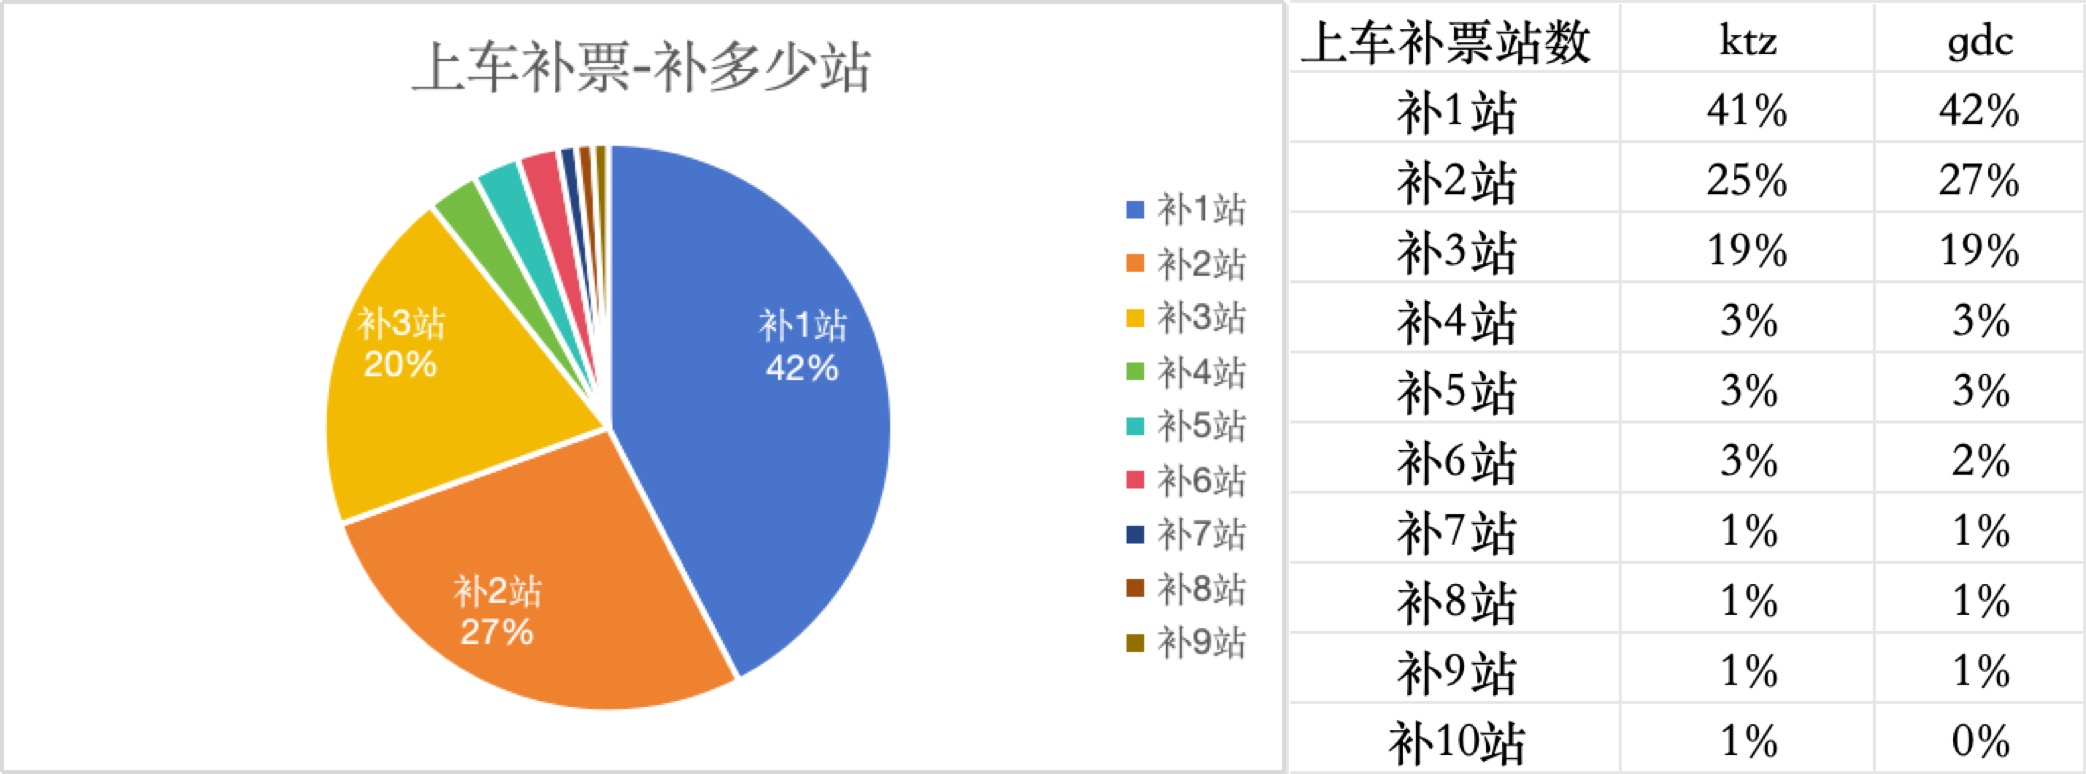 上车补票-补多少站
补3站
20%
补1站
42%
补2站
27%
补1站
补2站
补3站
补4站
补5站
补6站
补7站
补8站
补9站
上车补票站数 ktz gdc
补1站 41% 42%
补2站 25% 27%
补3站 19% 19%
补4站 3% 3%
补5站 3% 3%
补6站 3% 2%
补7站 1% 1%
补8站 1% 1%
补9站 1% 1%
补10站 1% 0%